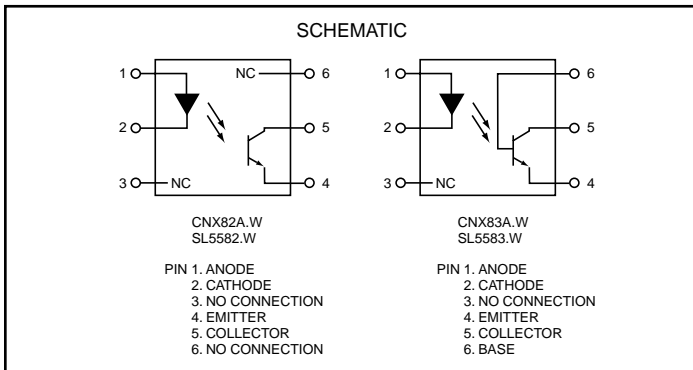 SCHEMATIC
1
2
3
NC
NC
6
5
4
1
2
3
NC
6
5
4
CNX82A.W
SL5582.W
PIN 1. ANODE
2. CATHODE
3. NO CONNECTION
4. EMITTER
5. COLLECTOR
6. NO CONNECTION
CNX83A.W
SL5583.W
PIN 1. ANODE
2. CATHODE
3. NO CONNECTION
4. EMITTER
5. COLLECTOR
6. BASE